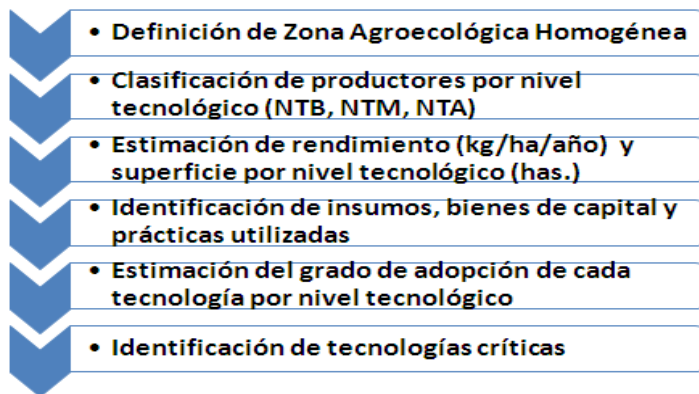 • Definición de Zona Agroecológica Homogénea
• Clasificación de productores por nivel
tecnológico (NTB, NTM, NTA)
• Estimación de rendimiento (kg/ha/año) y
superficie por nivel tecnológico (has.)
• Identificación de insumos, bienes de capital y
prácticas utilizadas
• Estimación del grado de adopción de cada
tecnología por nivel tecnológico
• Identificación de tecnologías críticas